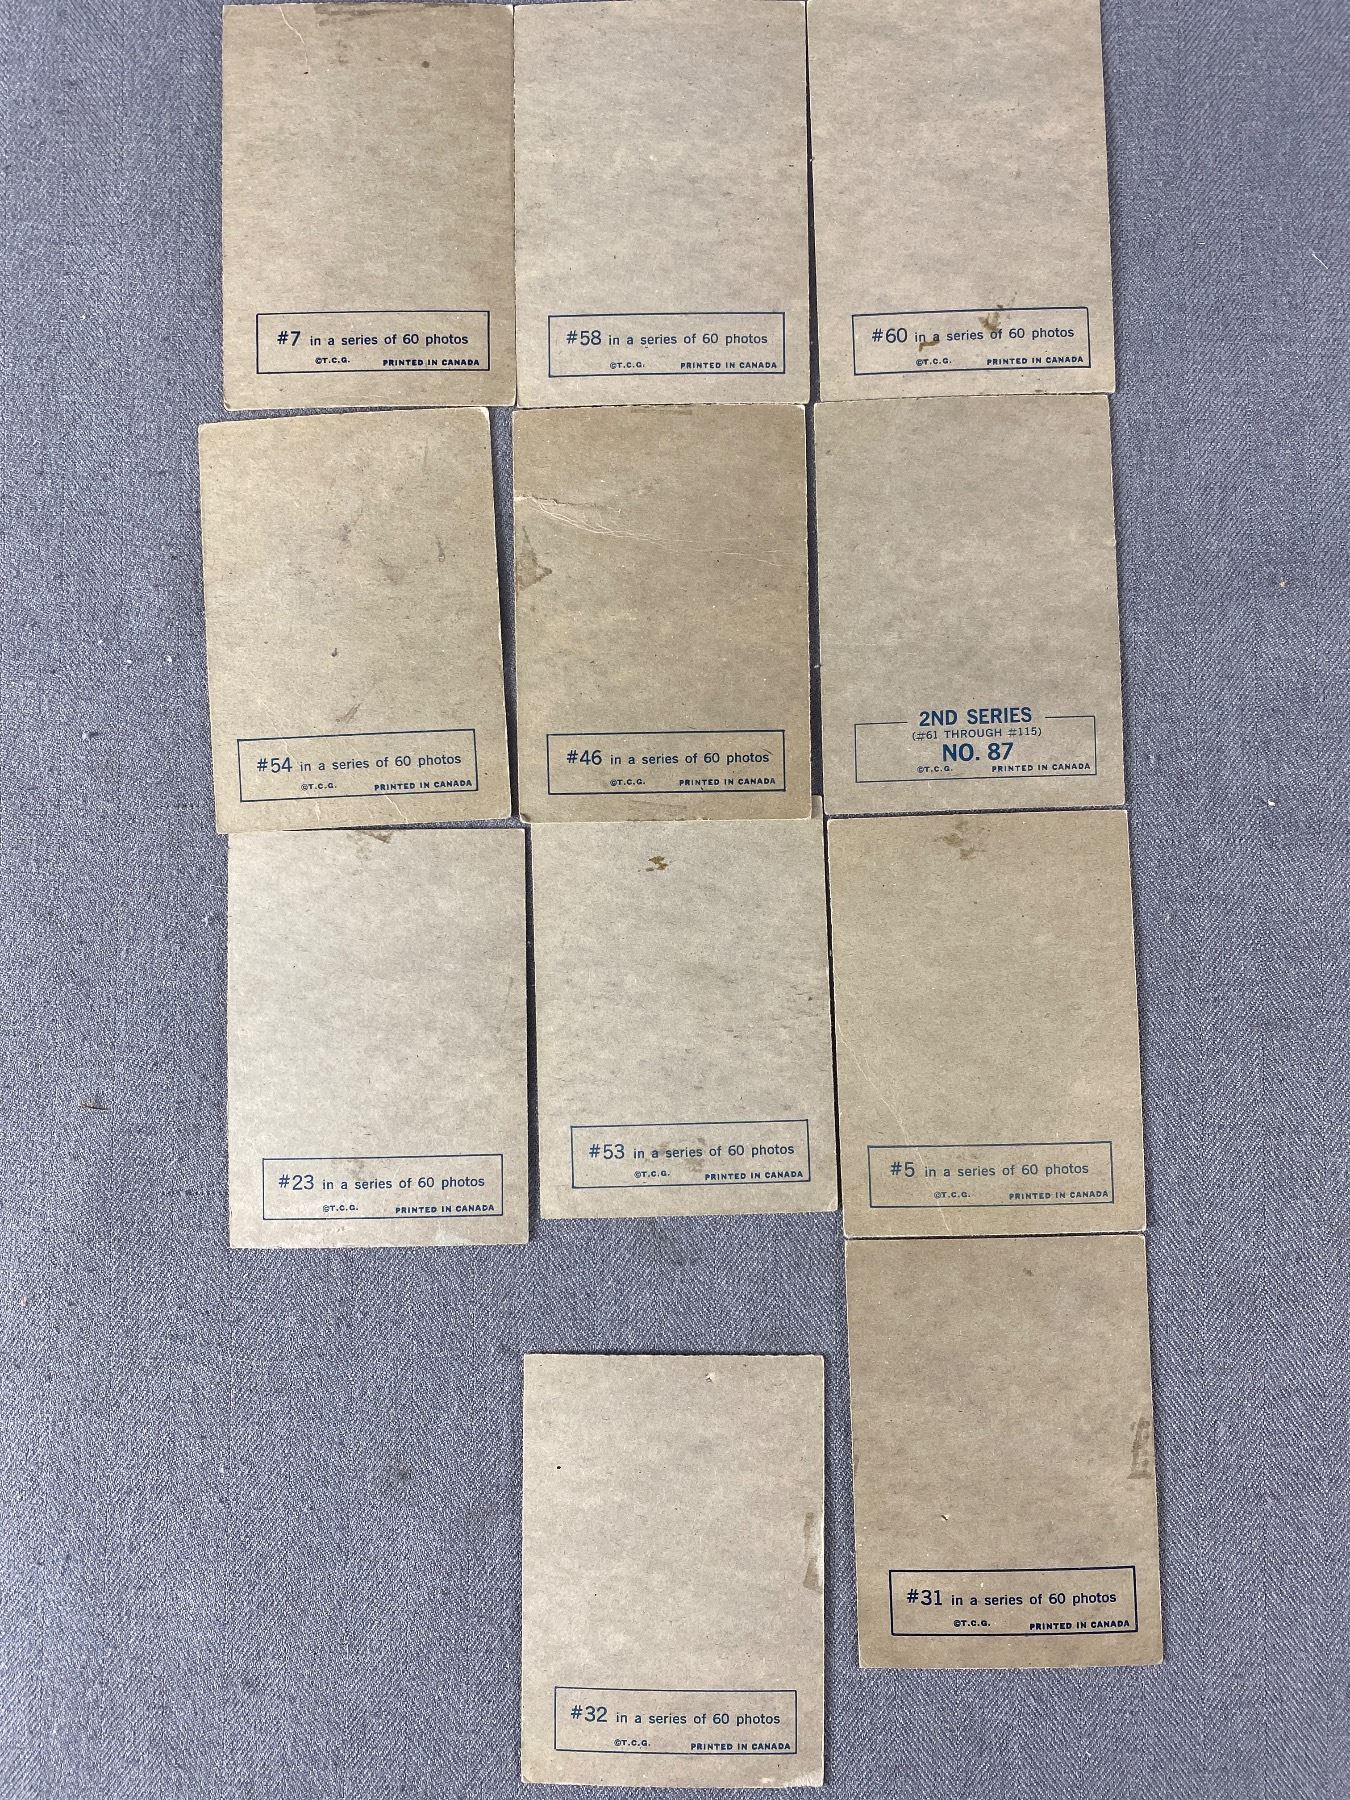 #7 in a series of 60 photos
©T.C.G. PRINTED IN CANADA
#58 in a series of 60 photos
©T.C.G. PRINTED IN CANADA
#60 in a series of 60 photos
©T.C.G. PRINTED IN CANADA
#54 in a series of 60 photos
©T.C.G. PRINTED IN CANADA
#46 in a series of 60 photos
©T.C.G. PRINTED IN CANADA
2ND SERIES
(#61 THROUGH #115)
NO. 87
©T.C.G. PRINTED IN CANADA
#23 in a series of 60 photos
©T.C.G. PRINTED IN CANADA
#53 in a series of 60 photos
©T.C.G. PRINTED IN CANADA
#5 in a series of 60 photos
©T.C.G. PRINTED IN CANADA
#31 in a series of 60 photos
©T.C.G. PRINTED IN CANADA
#32 in a series of 60 photos
©T.C.G. PRINTED IN CANADA